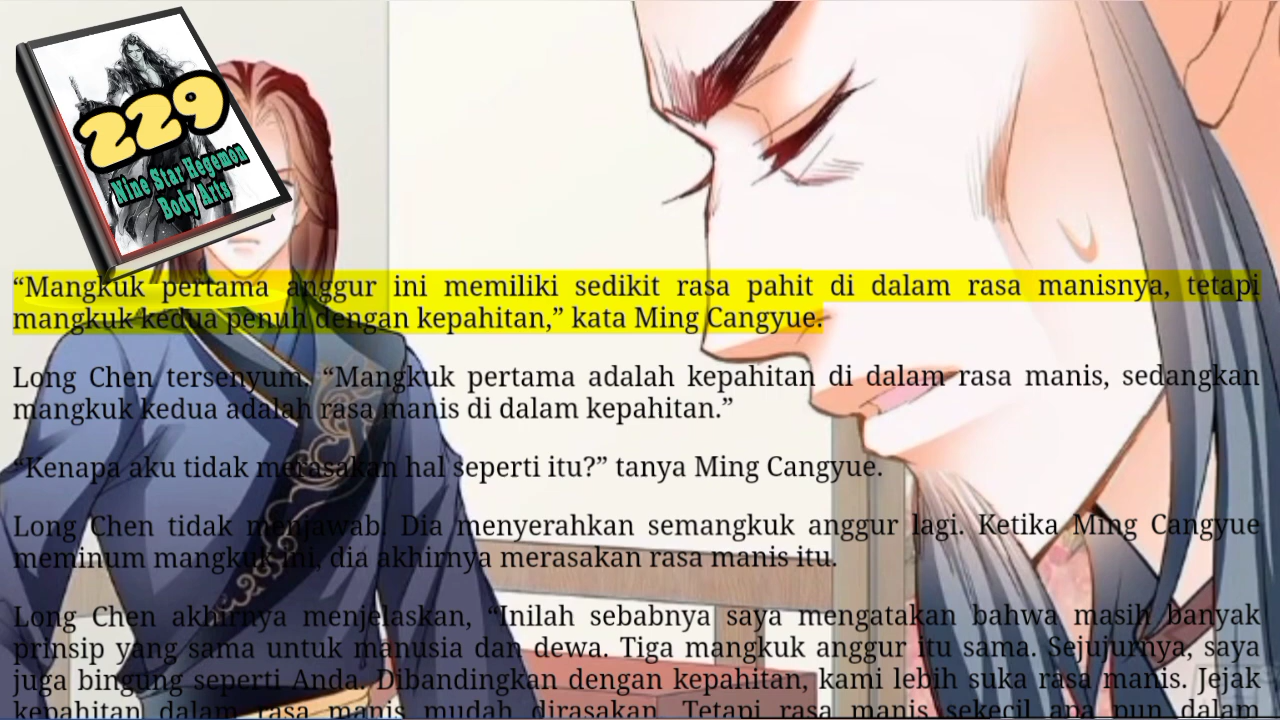 229
Nine Star Hegemon
Body Arts
“Mangkuk pertama anggur ini memiliki sedikit rasa pahit di dalam rasa manisnya, tetapi
mangkuk kedua penuh dengan kepahitan,” kata Ming Cangyue.
Long Chen tersenyum. “Mangkuk pertama adalah kepahitan di dalam rasa manis, sedangkan
mangkuk kedua adalah rasa manis di dalam kepahitan.”
“Kenapa aku tidak merasakan hal seperti itu?” tanya Ming Cangyue.
Long Chen tidak menjawab. Dia menyerahkan semangkuk anggur lagi. Ketika Ming Cangyue
meminum mangkuk ini, dia akhirnya merasakan rasa manis itu.
Long Chen akhirnya menjelaskan, “Inilah sebabnya saya mengatakan bahwa masih banyak
prinsip yang sama untuk manusia dan dewa. Tiga mangkuk anggur itu sama. Sejujurnya, saya
juga bingung seperti Anda. Dibandingkan dengan kepahitan, kami lebih suka rasa manis. Jejak
kepahitan dalam rasa manis mudah dirasakan. Tetapi rasa manis sekecil apa pun dalam